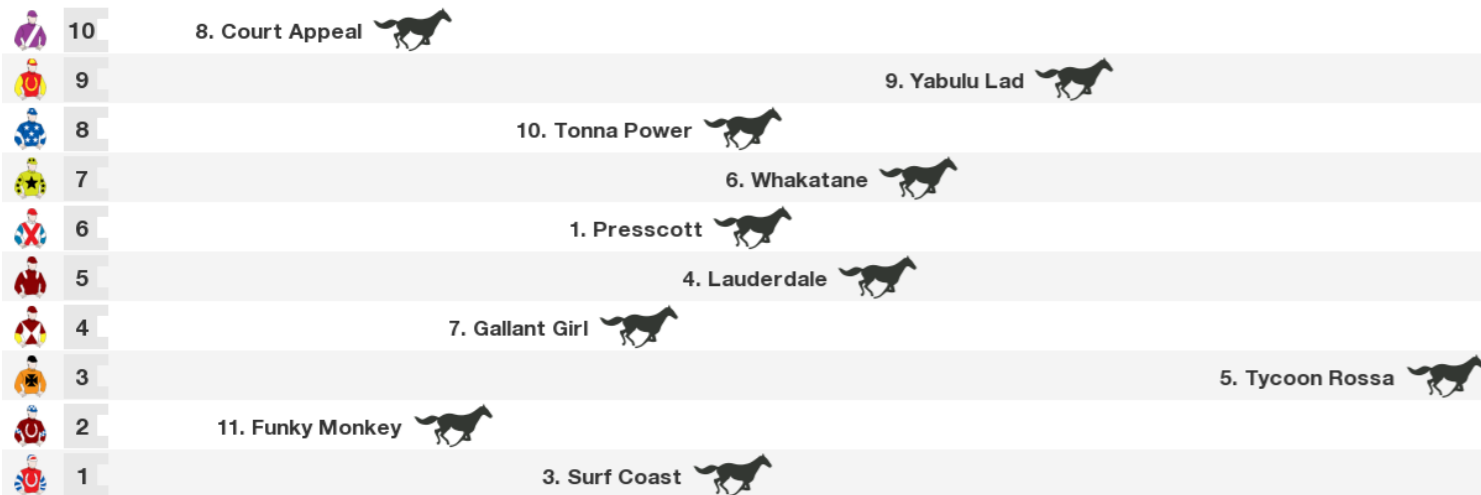 10 8. Court Appeal
9 9. Yabulu Lad
8 10. Tonna Power
7 6. Whakatane
6 1. Presscott
5 4. Lauderdale
4 7. Gallant Girl
3 5. Tycoon Rossa
2 11. Funky Monkey
1 3. Surf Coast